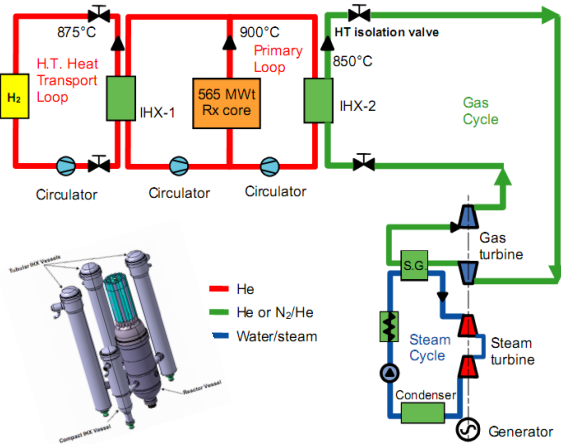 875°C
H.T. Heat
Transport
Loop
H₂
IHX-1
Circulator
900°C
Primary
Loop
565 MWt
Rx core
Circulator
Circulator
HT isolation valve
850°C
IHX-2
Gas
Cycle
Gas
turbine
S.G
Steam
Cycle
Steam
turbine
Condenser
Generator
He
He or N₂/He
Water/steam
Tubular IHX Vessels
Reactor Vessel
Compact IHX Vessel